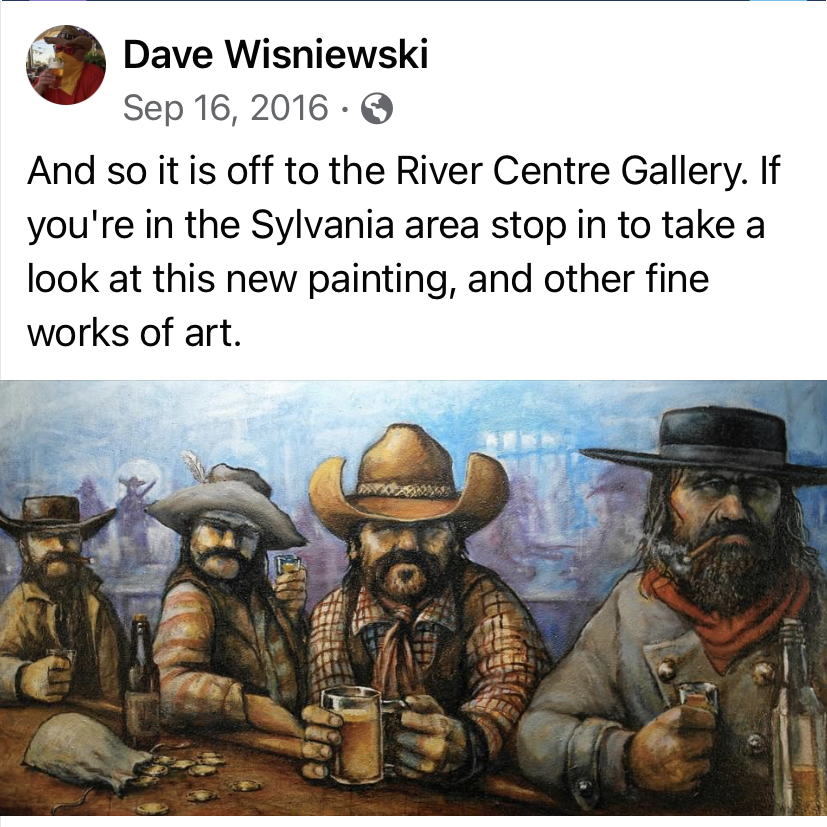 Dave Wisniewski
Sep 16, 2016 ·
And so it is off to the River Centre Gallery. If
you're in the Sylvania area stop in to take a
look at this new painting, and other fine
works of art.